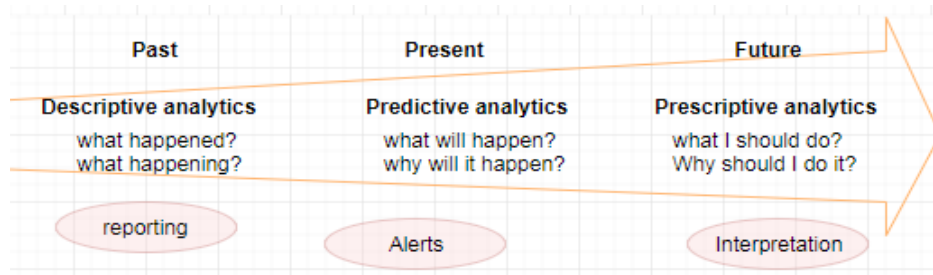 Past
Present
Future
Descriptive analytics
what happened?
what happening?
Predictive analytics
what will happen?
why will it happen?
Prescriptive analytics
what I should do?
Why should I do it?
reporting
Alerts
Interpretation